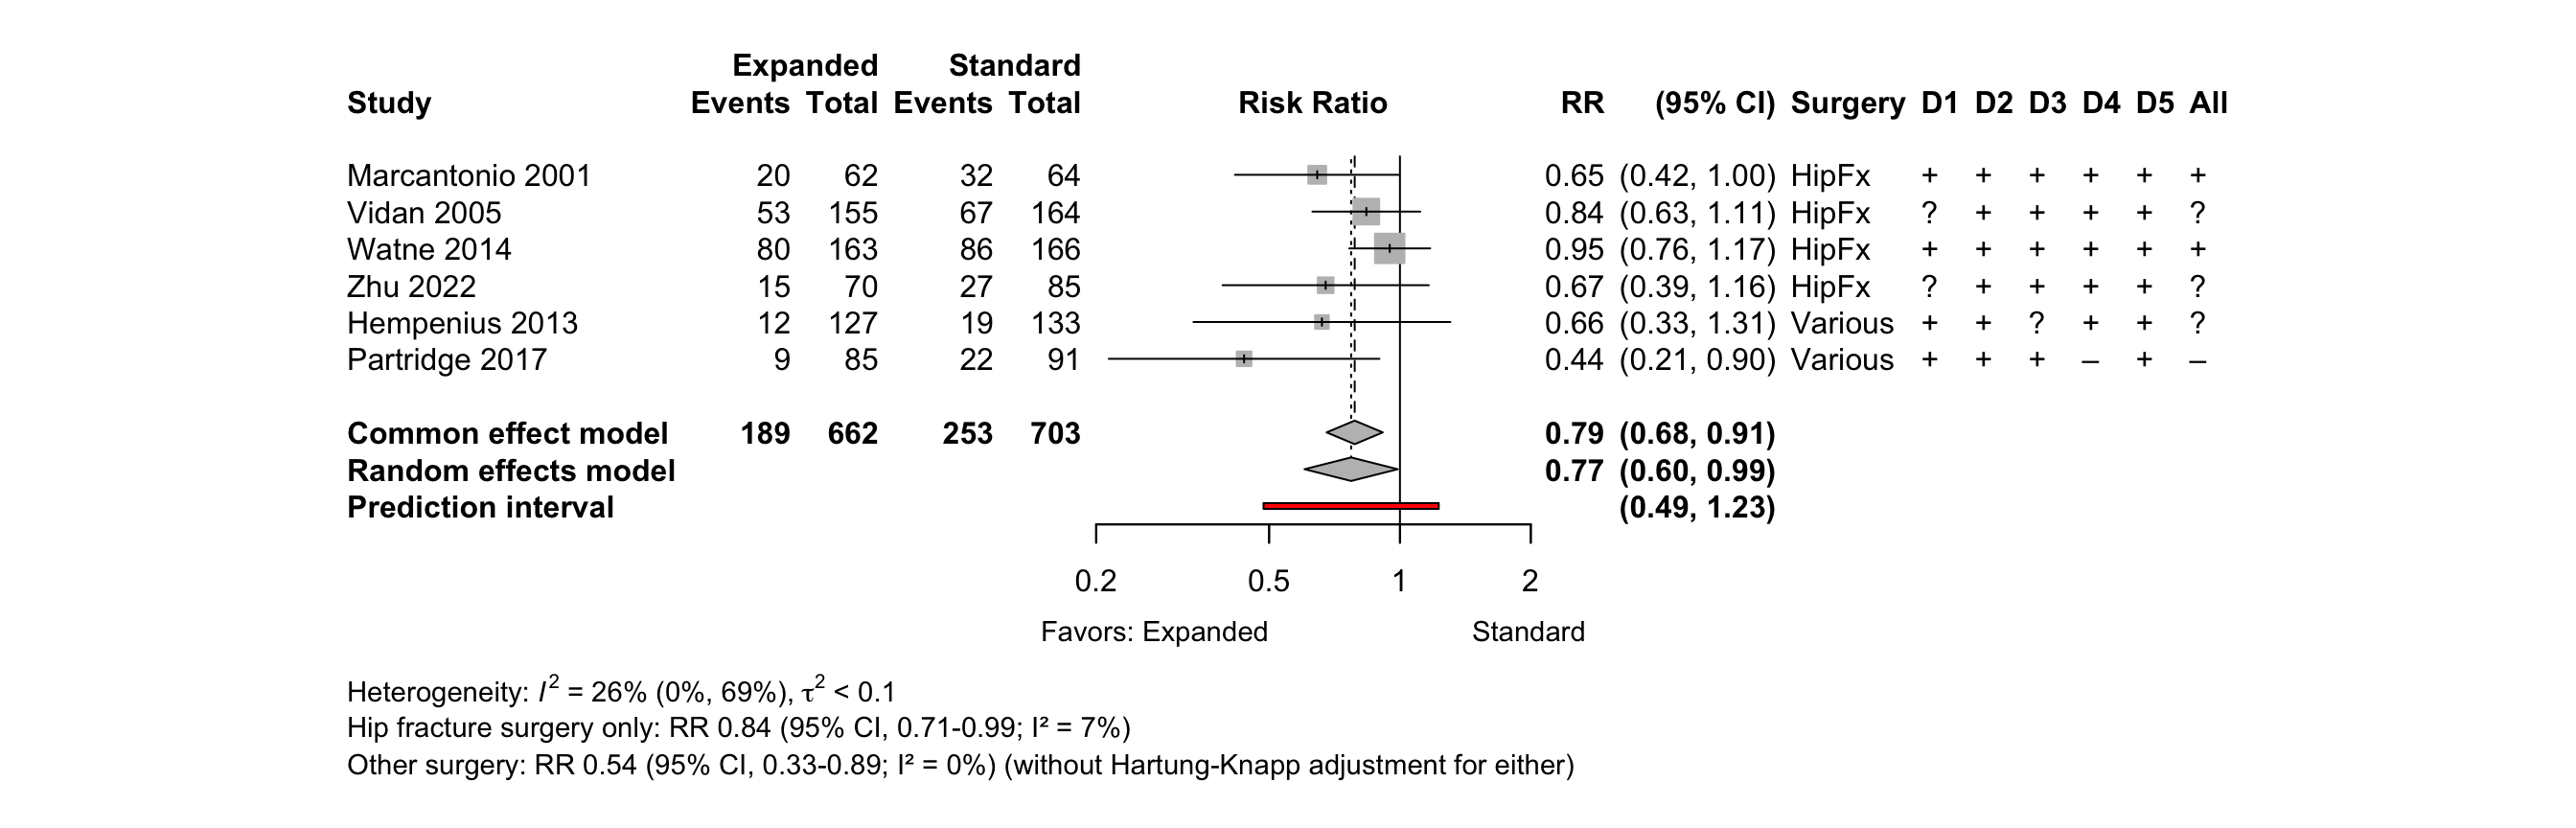 Expanded Standard
Study Events Total Events Total Risk Ratio RR (95% CI) Surgery D1 D2 D3 D4 D5 All
Marcantonio 2001 20 62 32 64 0.65 (0.42, 1.00) HipFx + + + + + +
Vidan 2005 53 155 67 164 0.84 (0.63, 1.11) HipFx ? + + + + ?
Watne 2014 80 163 86 166 0.95 (0.76, 1.17) HipFx + + + + + +
Zhu 2022 15 70 27 85 0.67 (0.39, 1.16) HipFx ? + + + + ?
Hempenius 2013 12 127 19 133 0.66 (0.33, 1.31) Various + + ? + + ?
Partridge 2017 9 85 22 91 0.44 (0.21, 0.90) Various + + + – + –
Common effect model 189 662 253 703 0.79 (0.68, 0.91)
Random effects model 0.77 (0.60, 0.99)
Prediction interval (0.49, 1.23)
0.2 0.5 1 2
Favors: Expanded Standard
Heterogeneity: I² = 26% (0%, 69%), τ² < 0.1
Hip fracture surgery only: RR 0.84 (95% CI, 0.71-0.99; I² = 7%)
Other surgery: RR 0.54 (95% CI, 0.33-0.89; I² = 0%) (without Hartung-Knapp adjustment for either)